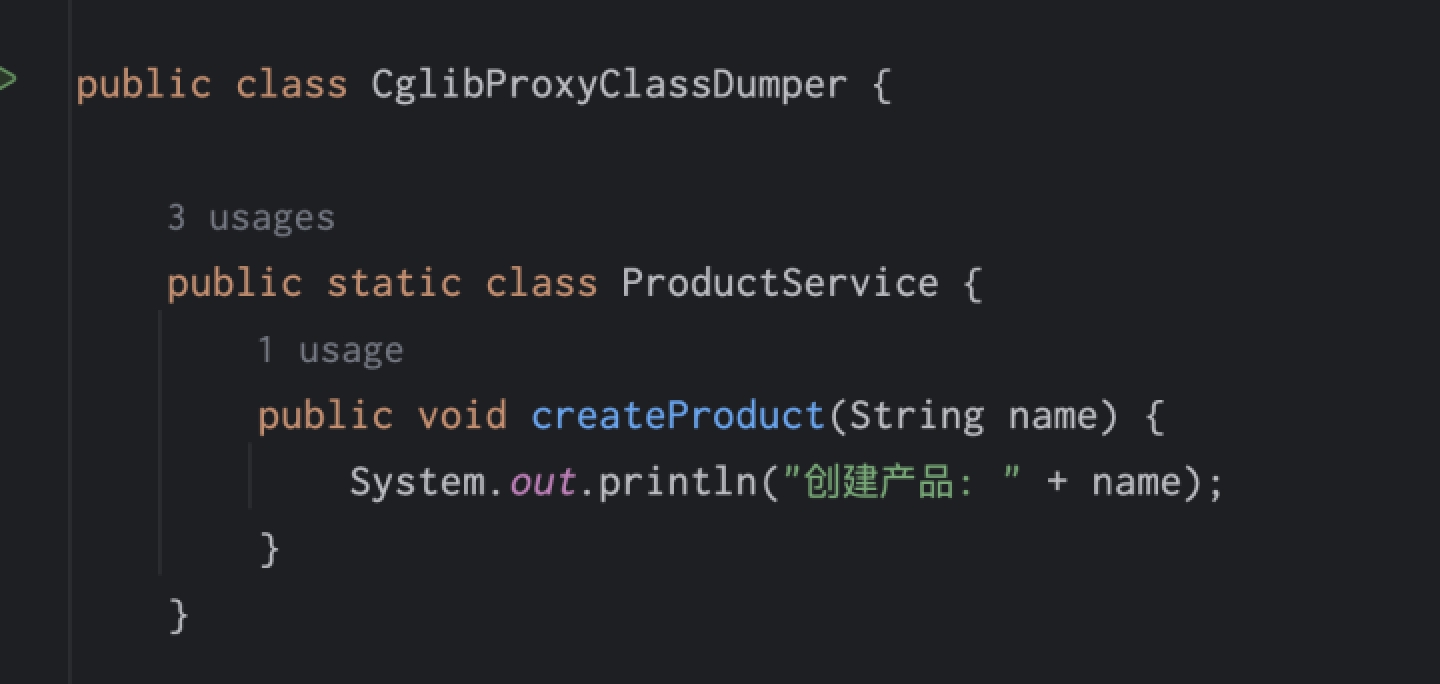 public class CglibProxyClassDumper {
3 usages
public static class ProductService {
1 usage
public void createProduct(String name) {
System.out.println("创建产品: " + name);
}
}